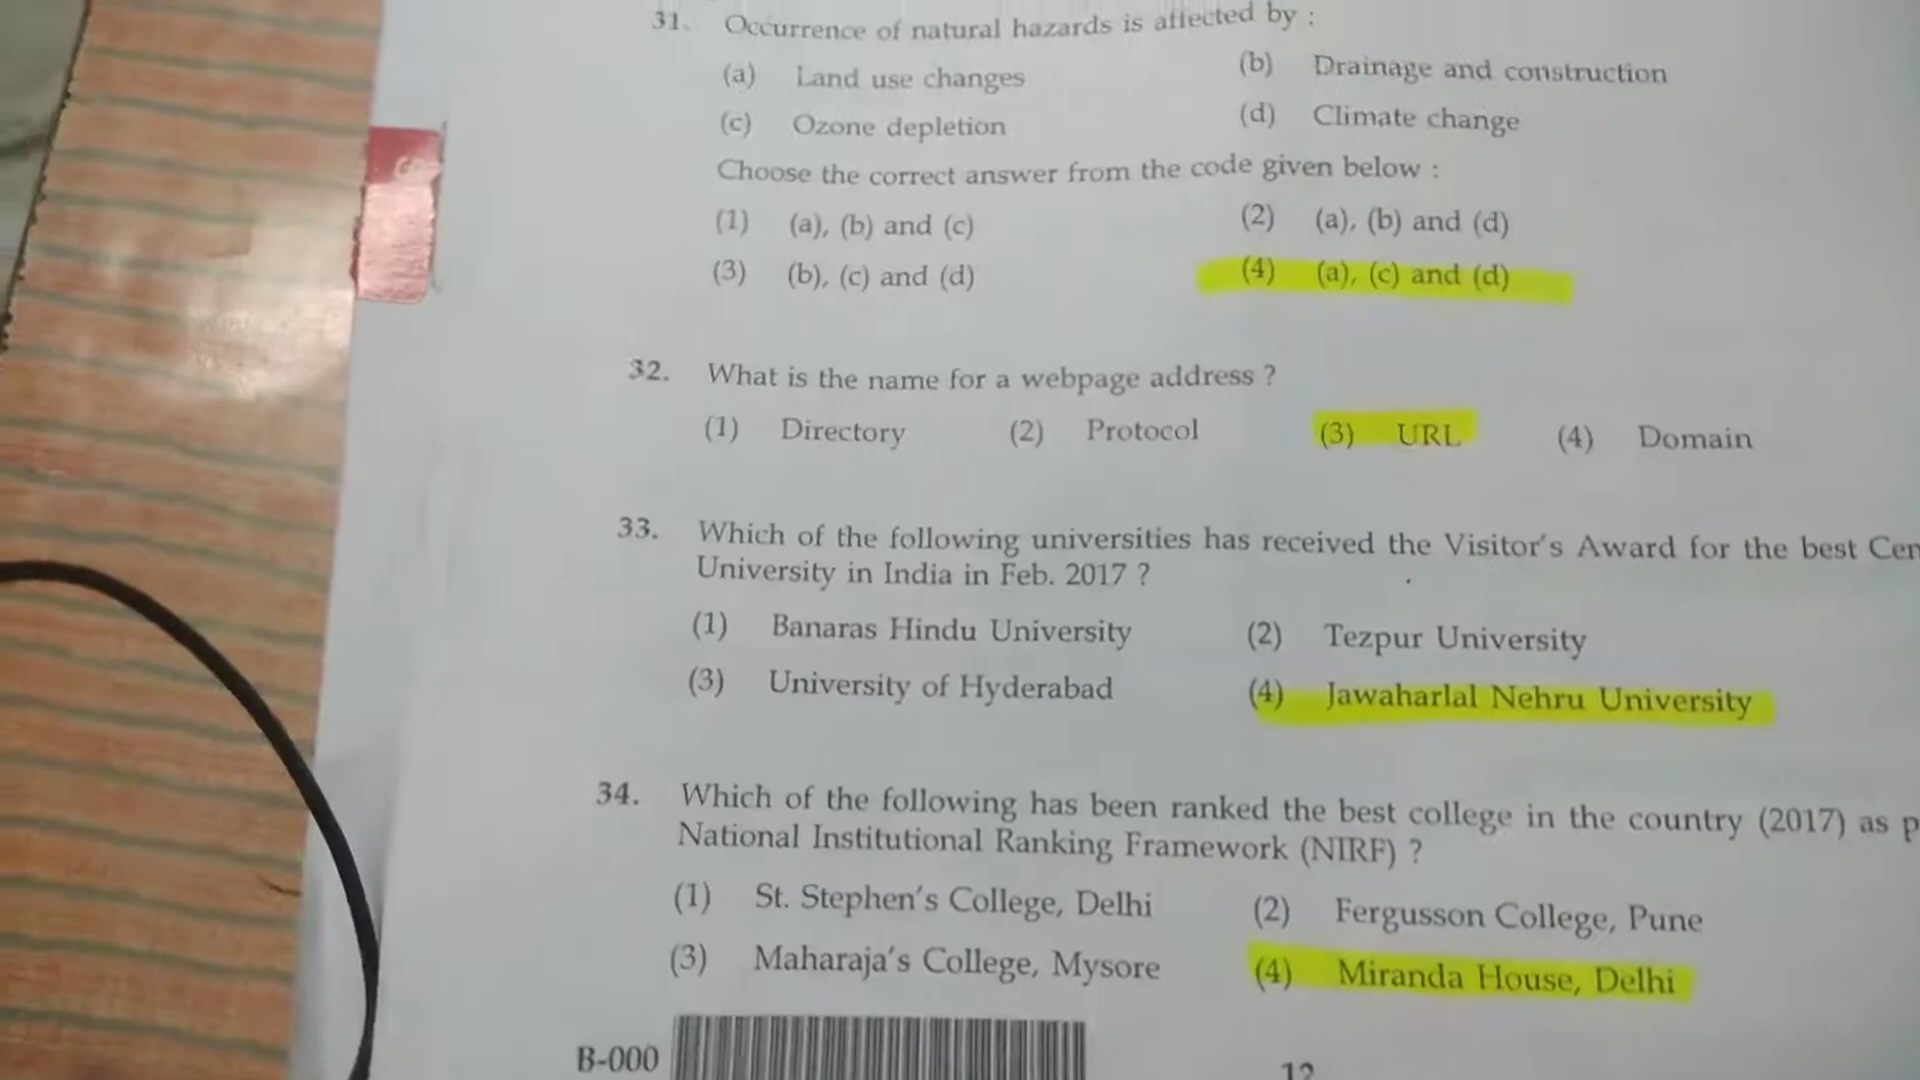 31. Occurrence of natural hazards is affected by :
(a) Land use changes (b) Drainage and construction
(c) Ozone depletion (d) Climate change
Choose the correct answer from the code given below :
(1) (a), (b) and (c) (2) (a), (b) and (d)
(3) (b), (c) and (d) (4) (a), (c) and (d)
32. What is the name for a webpage address ?
(1) Directory (2) Protocol (3) URL (4) Domain
33. Which of the following universities has received the Visitor's Award for the best Cen
University in India in Feb. 2017 ?
(1) Banaras Hindu University (2) Tezpur University
(3) University of Hyderabad (4) Jawaharlal Nehru University
34. Which of the following has been ranked the best college in the country (2017) as p
National Institutional Ranking Framework (NIRF) ?
(1) St. Stephen's College, Delhi (2) Fergusson College, Pune
(3) Maharaja's College, Mysore (4) Miranda House, Delhi
B-000 12